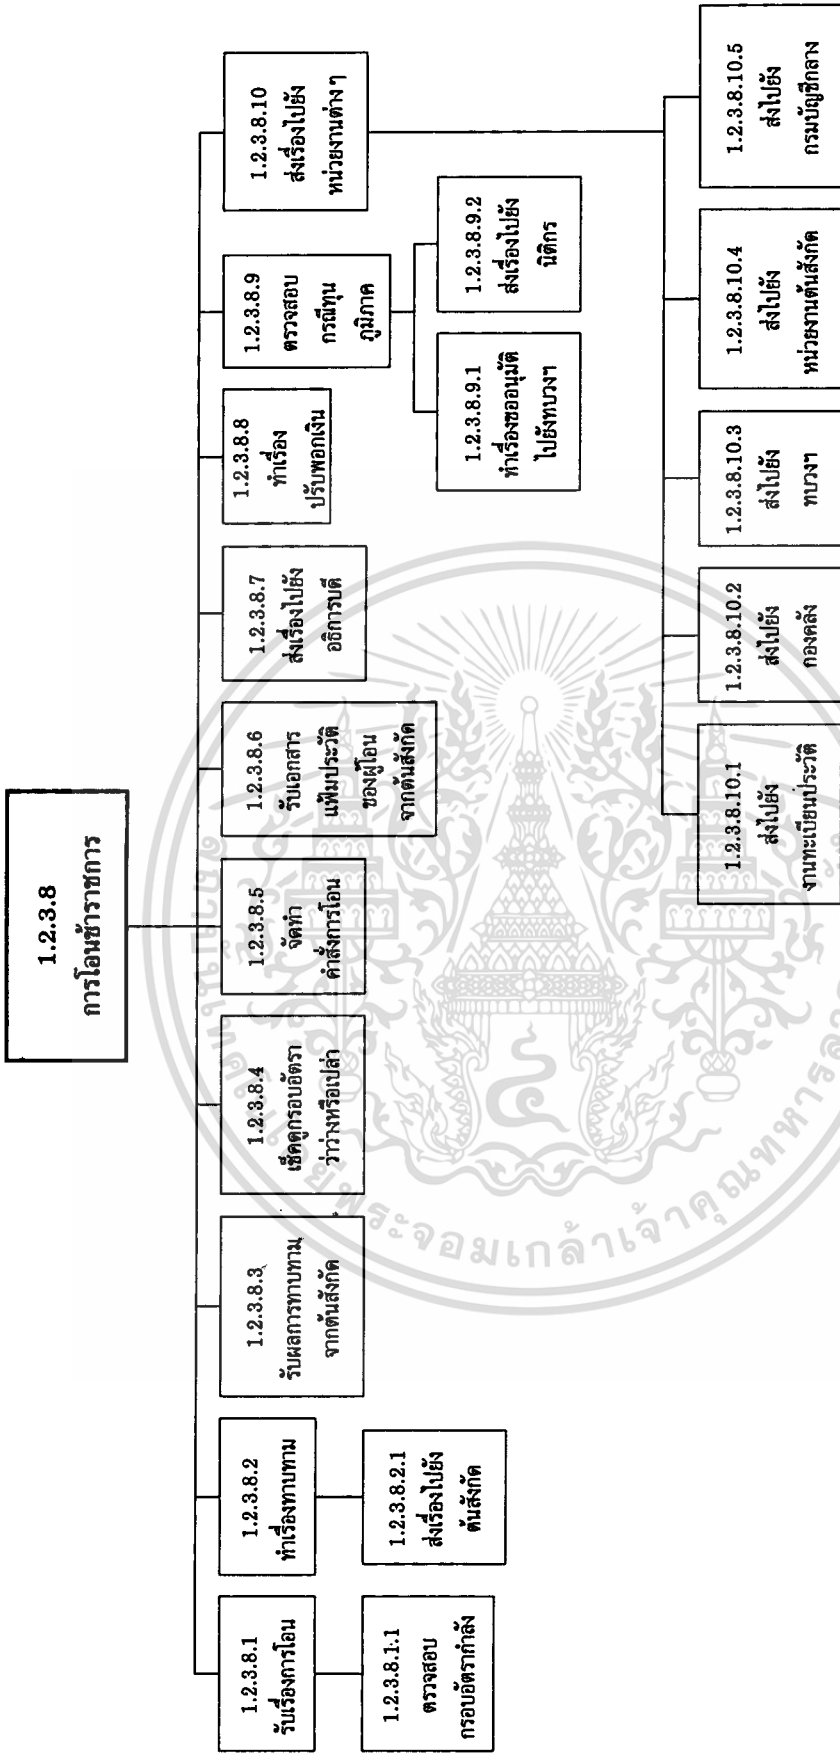 1.2.3.8
การโอนข้าราชการ
1.2.3.8.1
รับเรื่องการโอน
1.2.3.8.1.1
ตรวจสอบ
กรอบอัตรากำลัง
1.2.3.8.2
ทำเรื่องทาบทาม
1.2.3.8.2.1
ส่งเรื่องไปยัง
ต้นสังกัด
1.2.3.8.3
รับผลการทาบทาม
จากต้นสังกัด
1.2.3.8.4
เช็คดูกรอบอัตรา
ว่าว่างหรือเปล่า
1.2.3.8.5
จัดทำ
คำสั่งการโอน
1.2.3.8.6
รับเอกสาร
แฟ้มประวัติ
ของผู้โอน
จากต้นสังกัด
1.2.3.8.7
ส่งเรื่องไปยัง
อธิการบดี
1.2.3.8.8
ทำเรื่อง
ปรับพอกเงิน
1.2.3.8.9
ตรวจสอบ
กรณีทุน
ภูมิภาค
1.2.3.8.9.1
ทำเรื่องขออนุมัติ
ไปยังทบวงฯ
1.2.3.8.9.2
ส่งเรื่องไปยัง
นิติกร
1.2.3.8.10
ส่งเรื่องไปยัง
หน่วยงานต่างๆ
1.2.3.8.10.1
ส่งไปยัง
งานทะเบียนประวัติ
1.2.3.8.10.2
ส่งไปยัง
กองคลัง
1.2.3.8.10.3
ส่งไปยัง
ทบวงฯ
1.2.3.8.10.4
ส่งไปยัง
หน่วยงานต้นสังกัด
1.2.3.8.10.5
ส่งไปยัง
กรมบัญชีกลาง
พระจอมเกล้าเจ้าคุณทหาร